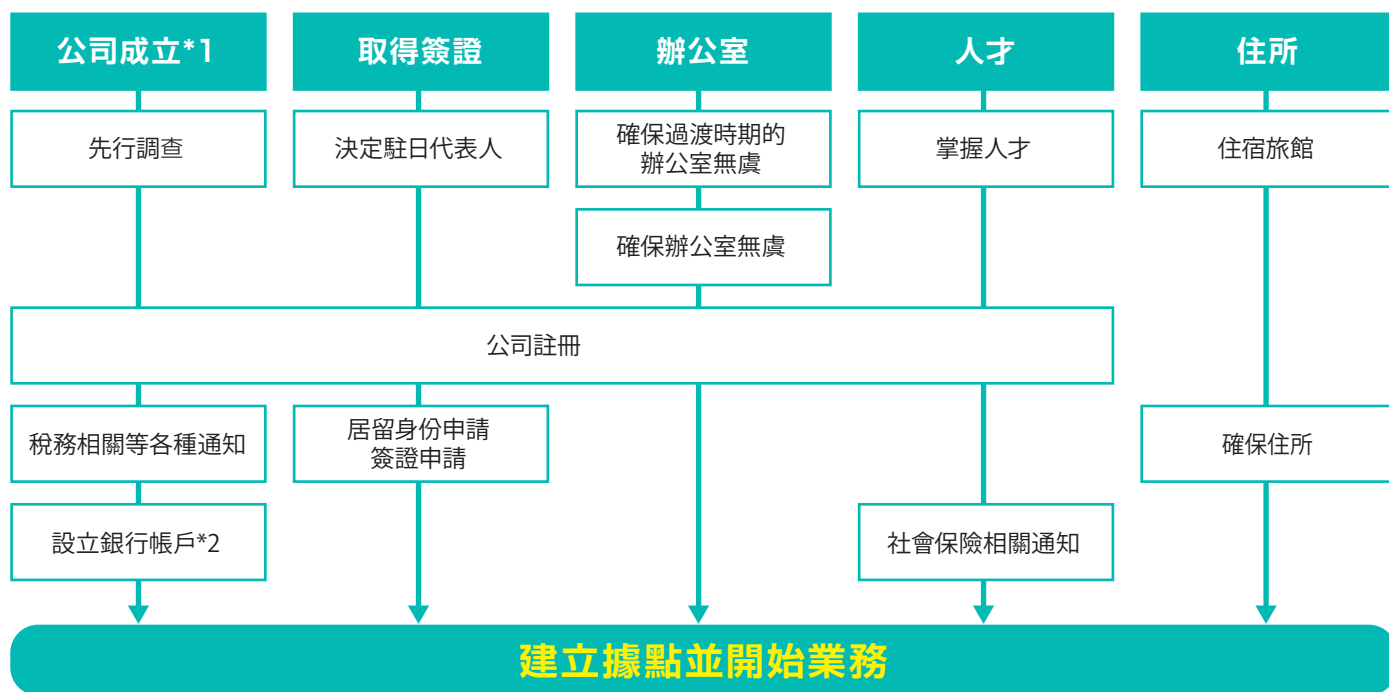 公司成立*1
取得簽證
辦公室
人才
住所
先行調查
決定駐日代表人
確保過渡時期的
辦公室無虞
掌握人才
住宿旅館
確保辦公室無虞
公司註冊
稅務相關等各種通知
居留身份申請
簽證申請
確保住所
設立銀行帳戶*2
社會保險相關通知
建立據點並開始業務